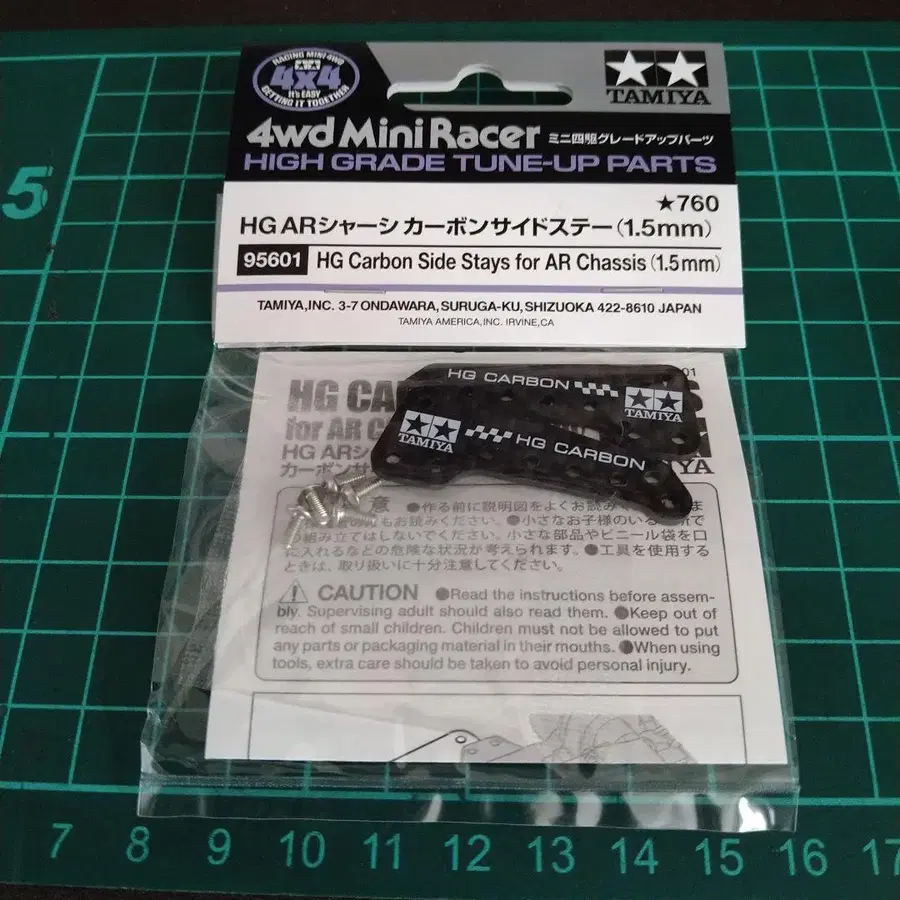 RACING MINI 4WD
4x4
It's EASY
GETTING IT TOGETHER
TAMIYA
4wd Mini Racer ミニ四駆グレードアップパーツ
HIGH GRADE TUNE-UP PARTS
★760
HG ARシャーシ カーボンサイドステー(1.5mm)
95601 HG Carbon Side Stays for AR Chassis (1.5mm)
TAMIYA,INC. 3-7 ONDAWARA, SURUGA-KU, SHIZUOKA 422-8610 JAPAN
TAMIYA AMERICA,INC. IRVINE,CA
HG CARBON
TAMIYA
TAMIYA
HG CARBON
HG CA
for AR C
HG ARシ
カーボンサ
●作る前に説明図をよくお読み
もお読みください。●小さなお子様のいる
の組み立てはしないでください。小さな部品やビニール袋を口
に入れるなどの危険な状況が考えられます。●工具を使用する
ときは、取り扱いに十分注意してください。
CAUTION ●Read the instructions before assem-
bly. Supervising adult should also read them. ●Keep out of
reach of small children. Children must not be allowed to put
any parts or packaging material in their mouths. ●When using
tools, extra care should be taken to avoid personal injury.
5
7 8 9 10 11 12 13 14 15 16 17